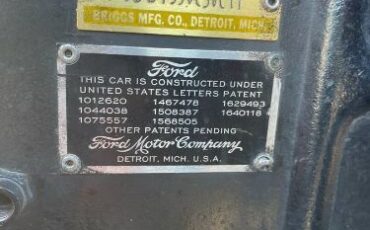 BRIGGS MFG. CO., DETROIT, MICH.
Ford
THIS CAR IS CONSTRUCTED UNDER
UNITED STATES LETTERS PATENT
1012620 1467478 1629493
1044038 1508387 1640118
1075557 1568505
OTHER PATENTS PENDING
Ford Motor Company
DETROIT, MICH. U.S.A.